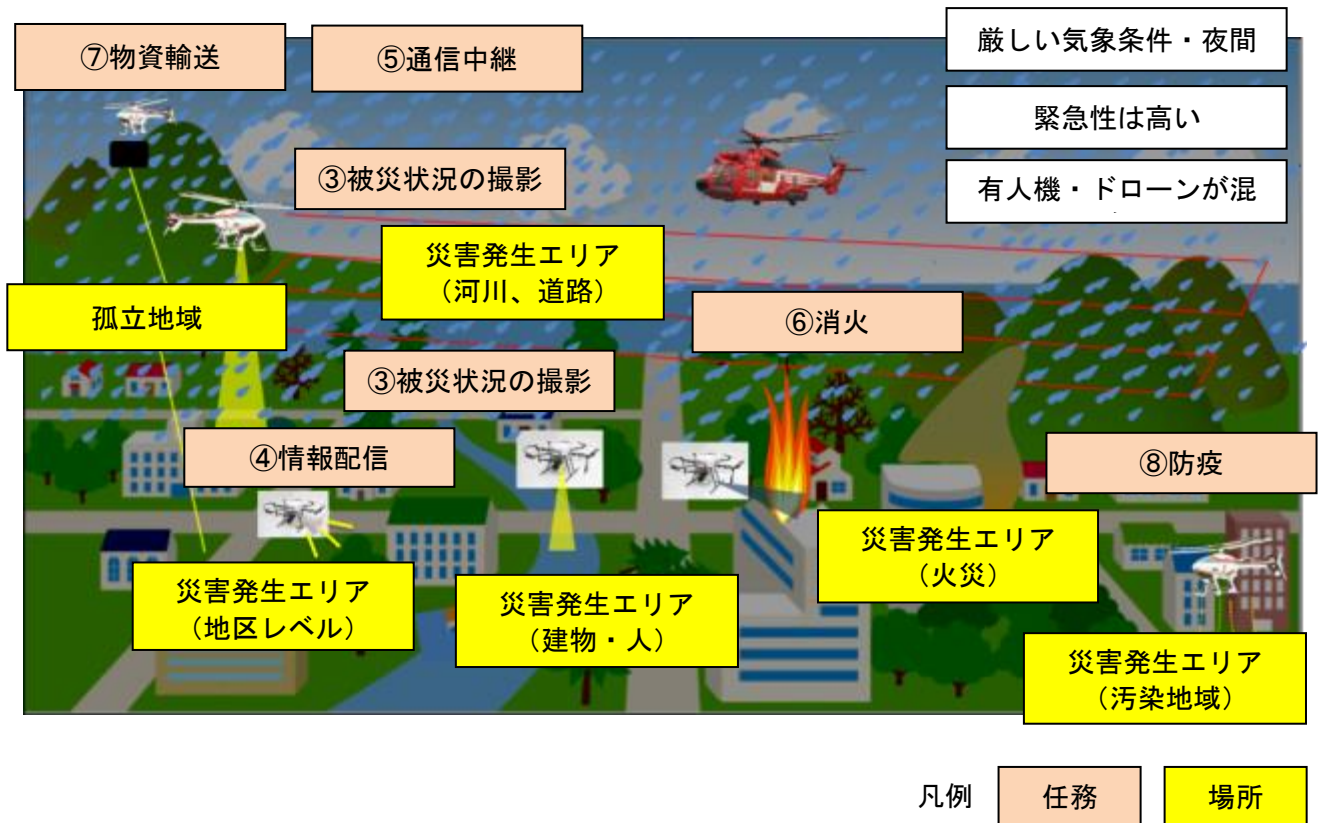 ⑦物資輸送
⑤通信中継
厳しい気象条件・夜間
緊急性は高い
③被災状況の撮影
有人機・ドローンが混
災害発生エリア
（河川、道路）
孤立地域
⑥消火
③被災状況の撮影
④情報配信
⑧防疫
災害発生エリア
（火災）
災害発生エリア
（地区レベル）
災害発生エリア
（建物・人）
災害発生エリア
（汚染地域）
凡例
任務
場所